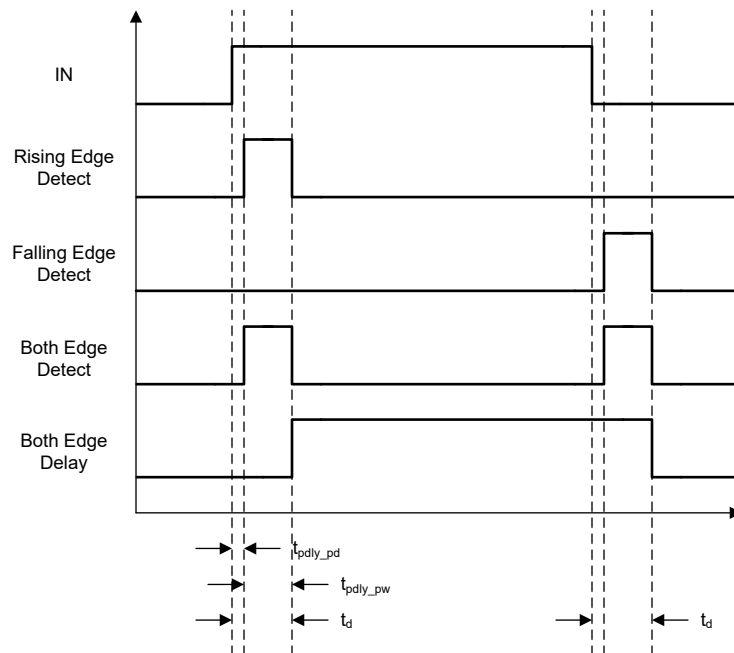 IN
Rising Edge
Detect
Falling Edge
Detect
Both Edge
Detect
Both Edge
Delay
tpdly_pd
tpdly_pw
td
td